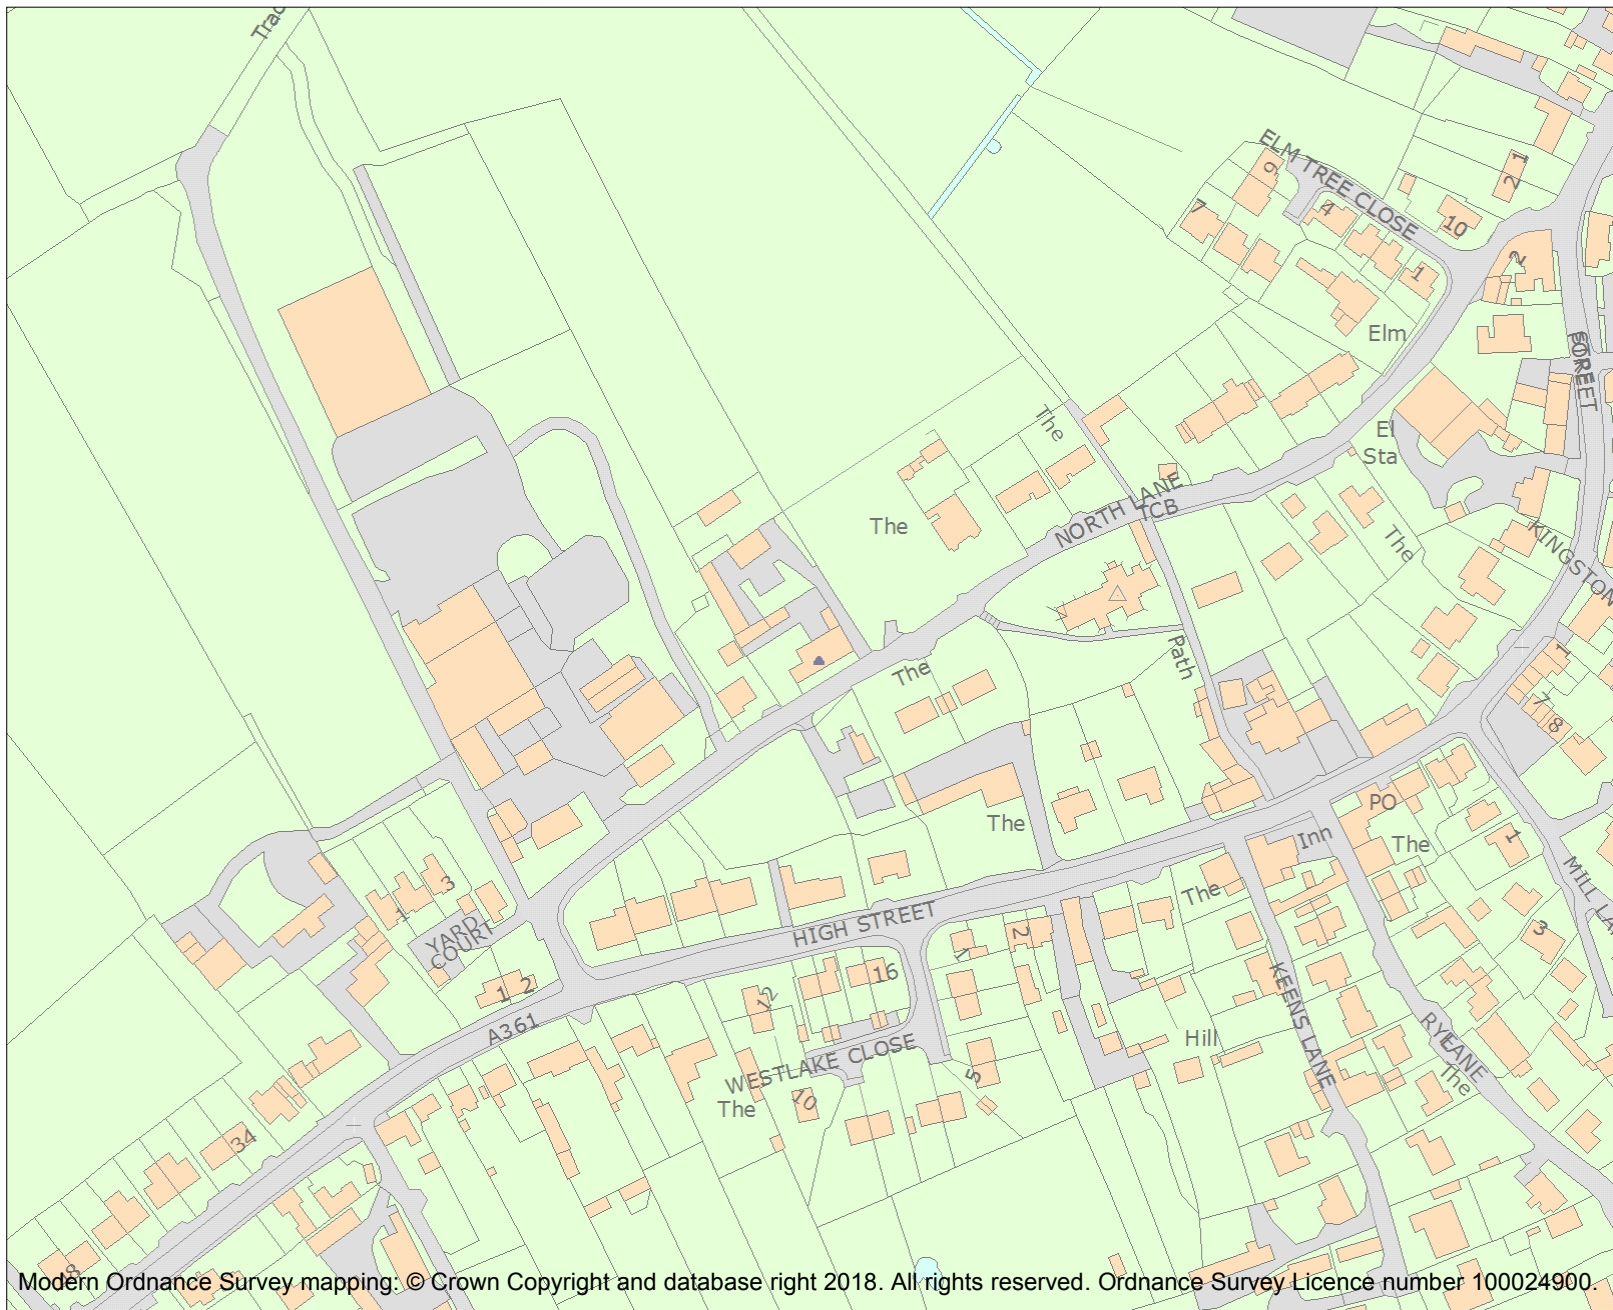 Trac
ELM TREE CLOSE
9
7
4
10
1
1
2
2
Elm
STREET
The
El
Sta
The
NORTH LANE
TCB
The
KINGSTON
The
Path
1
7
8
PO
Inn
The
The
1
MILL LA
3
3
1
YARD
COURT
HIGH STREET
The
2
1
16
12
1 2
A361
KEENS LANE
Hill
WESTLAKE CLOSE
The
10
5
RYE LANE
The
34
Modern Ordnance Survey mapping: © Crown Copyright and database right 2018. All rights reserved. Ordnance Survey Licence number 100024900.